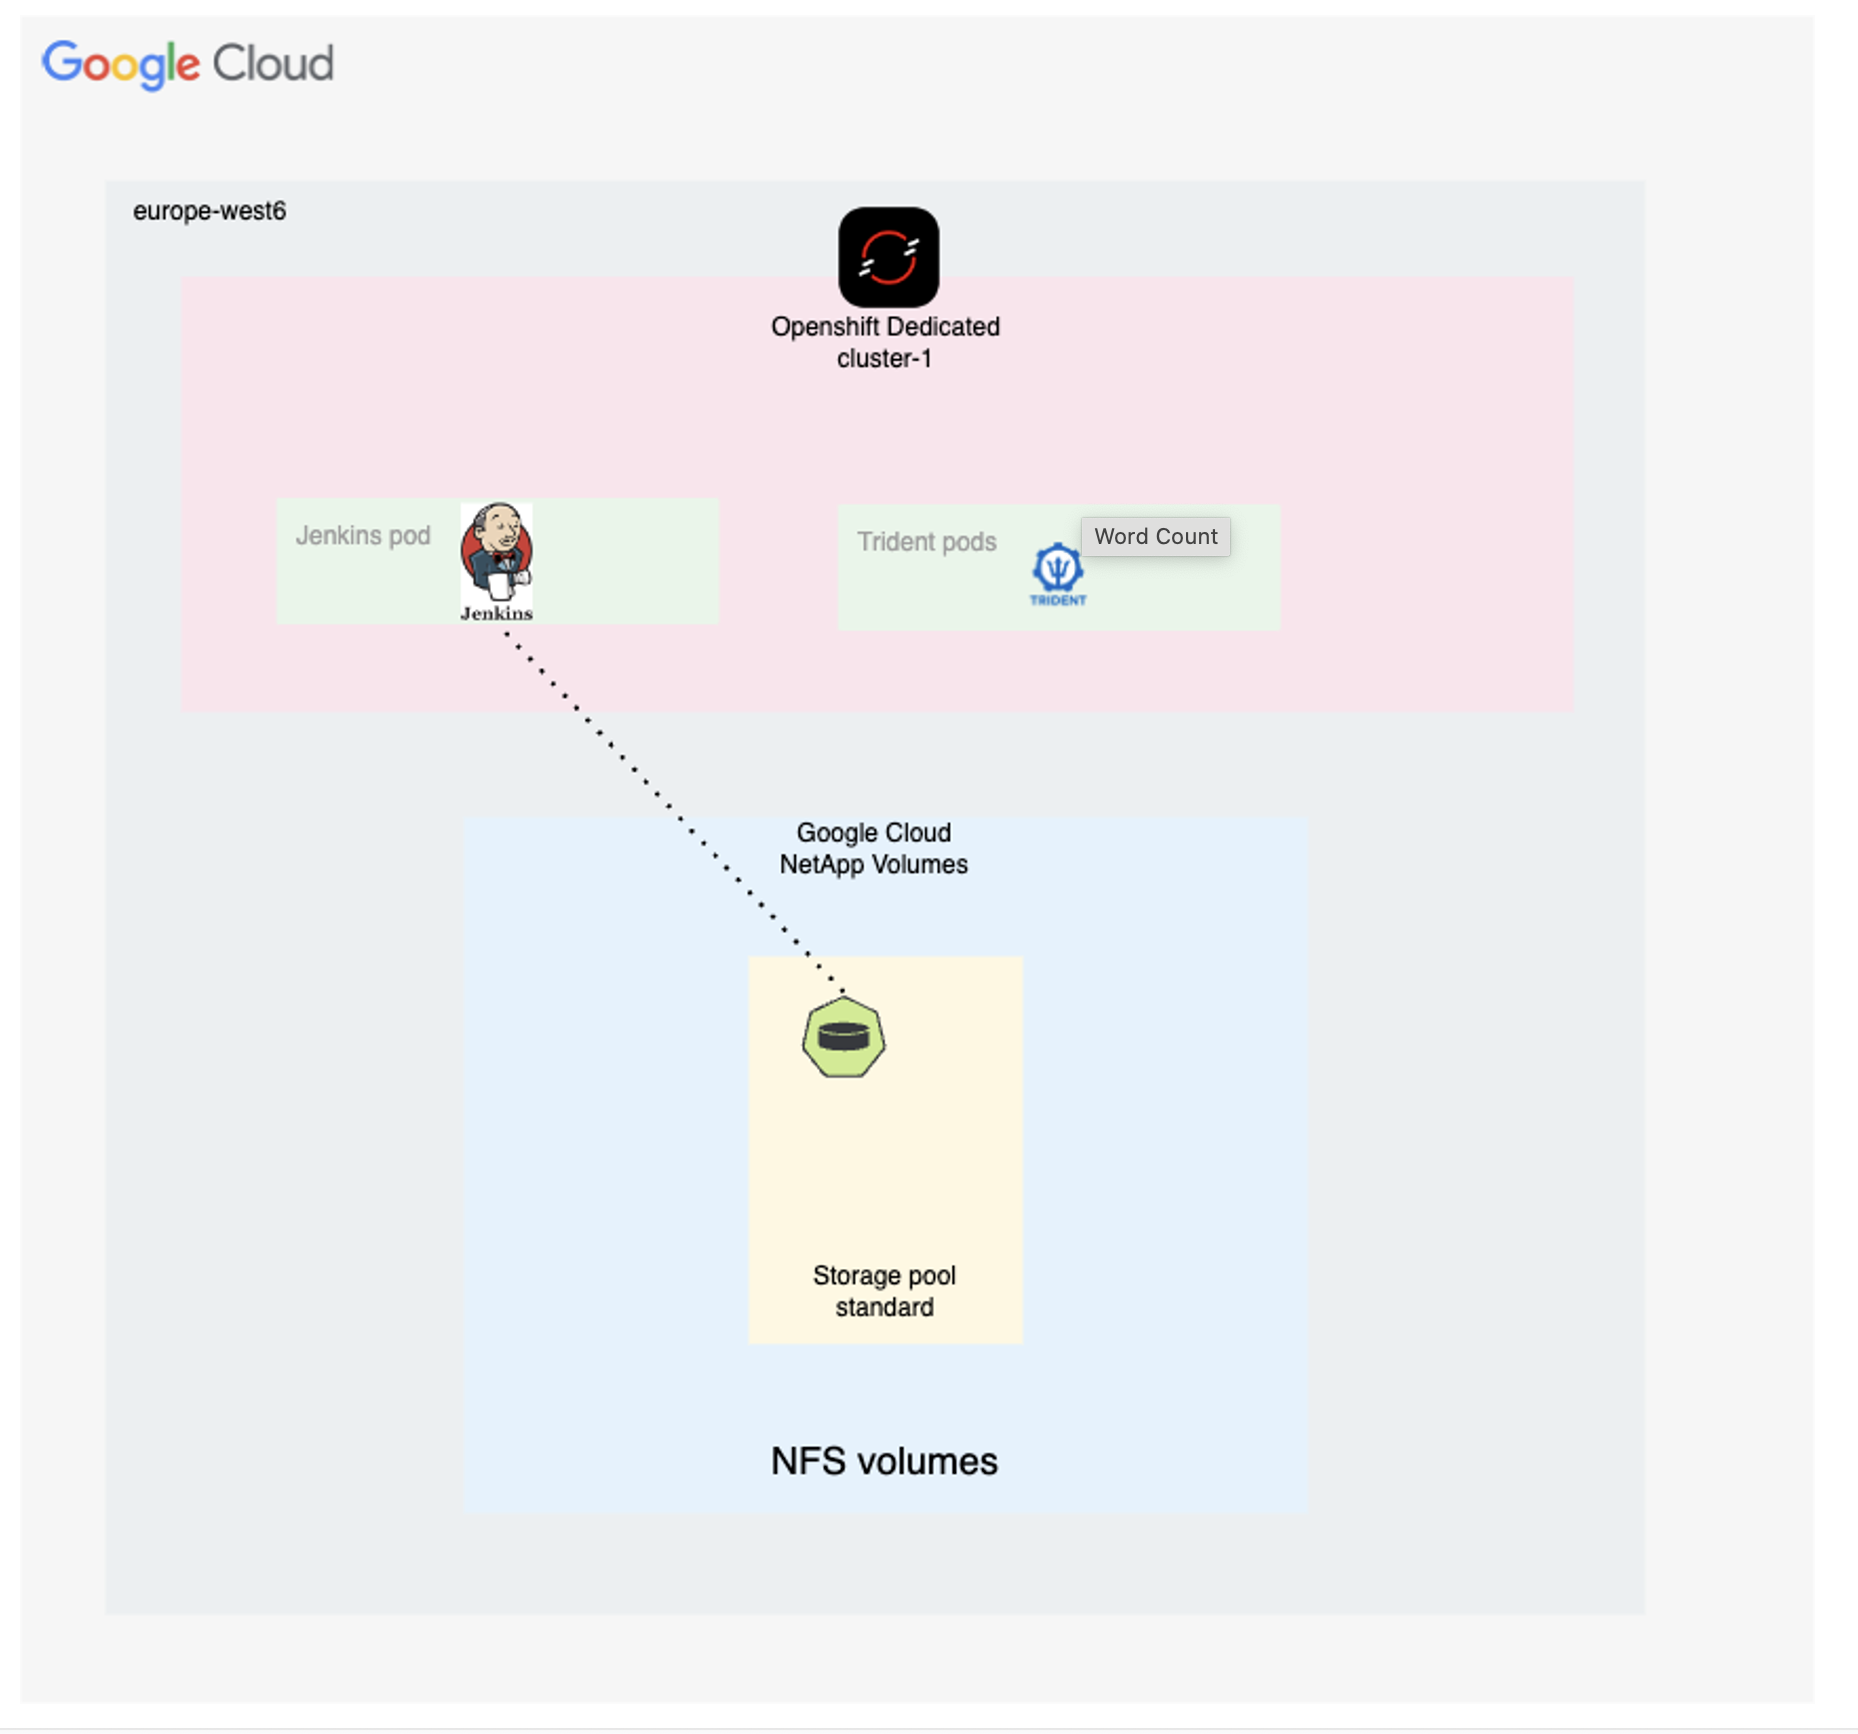 Google Cloud
europe-west6
Openshift Dedicated
cluster-1
Jenkins pod
Jenkins
Trident pods
TRIDENT
Word Count
Google Cloud
NetApp Volumes
Storage pool
standard
NFS volumes